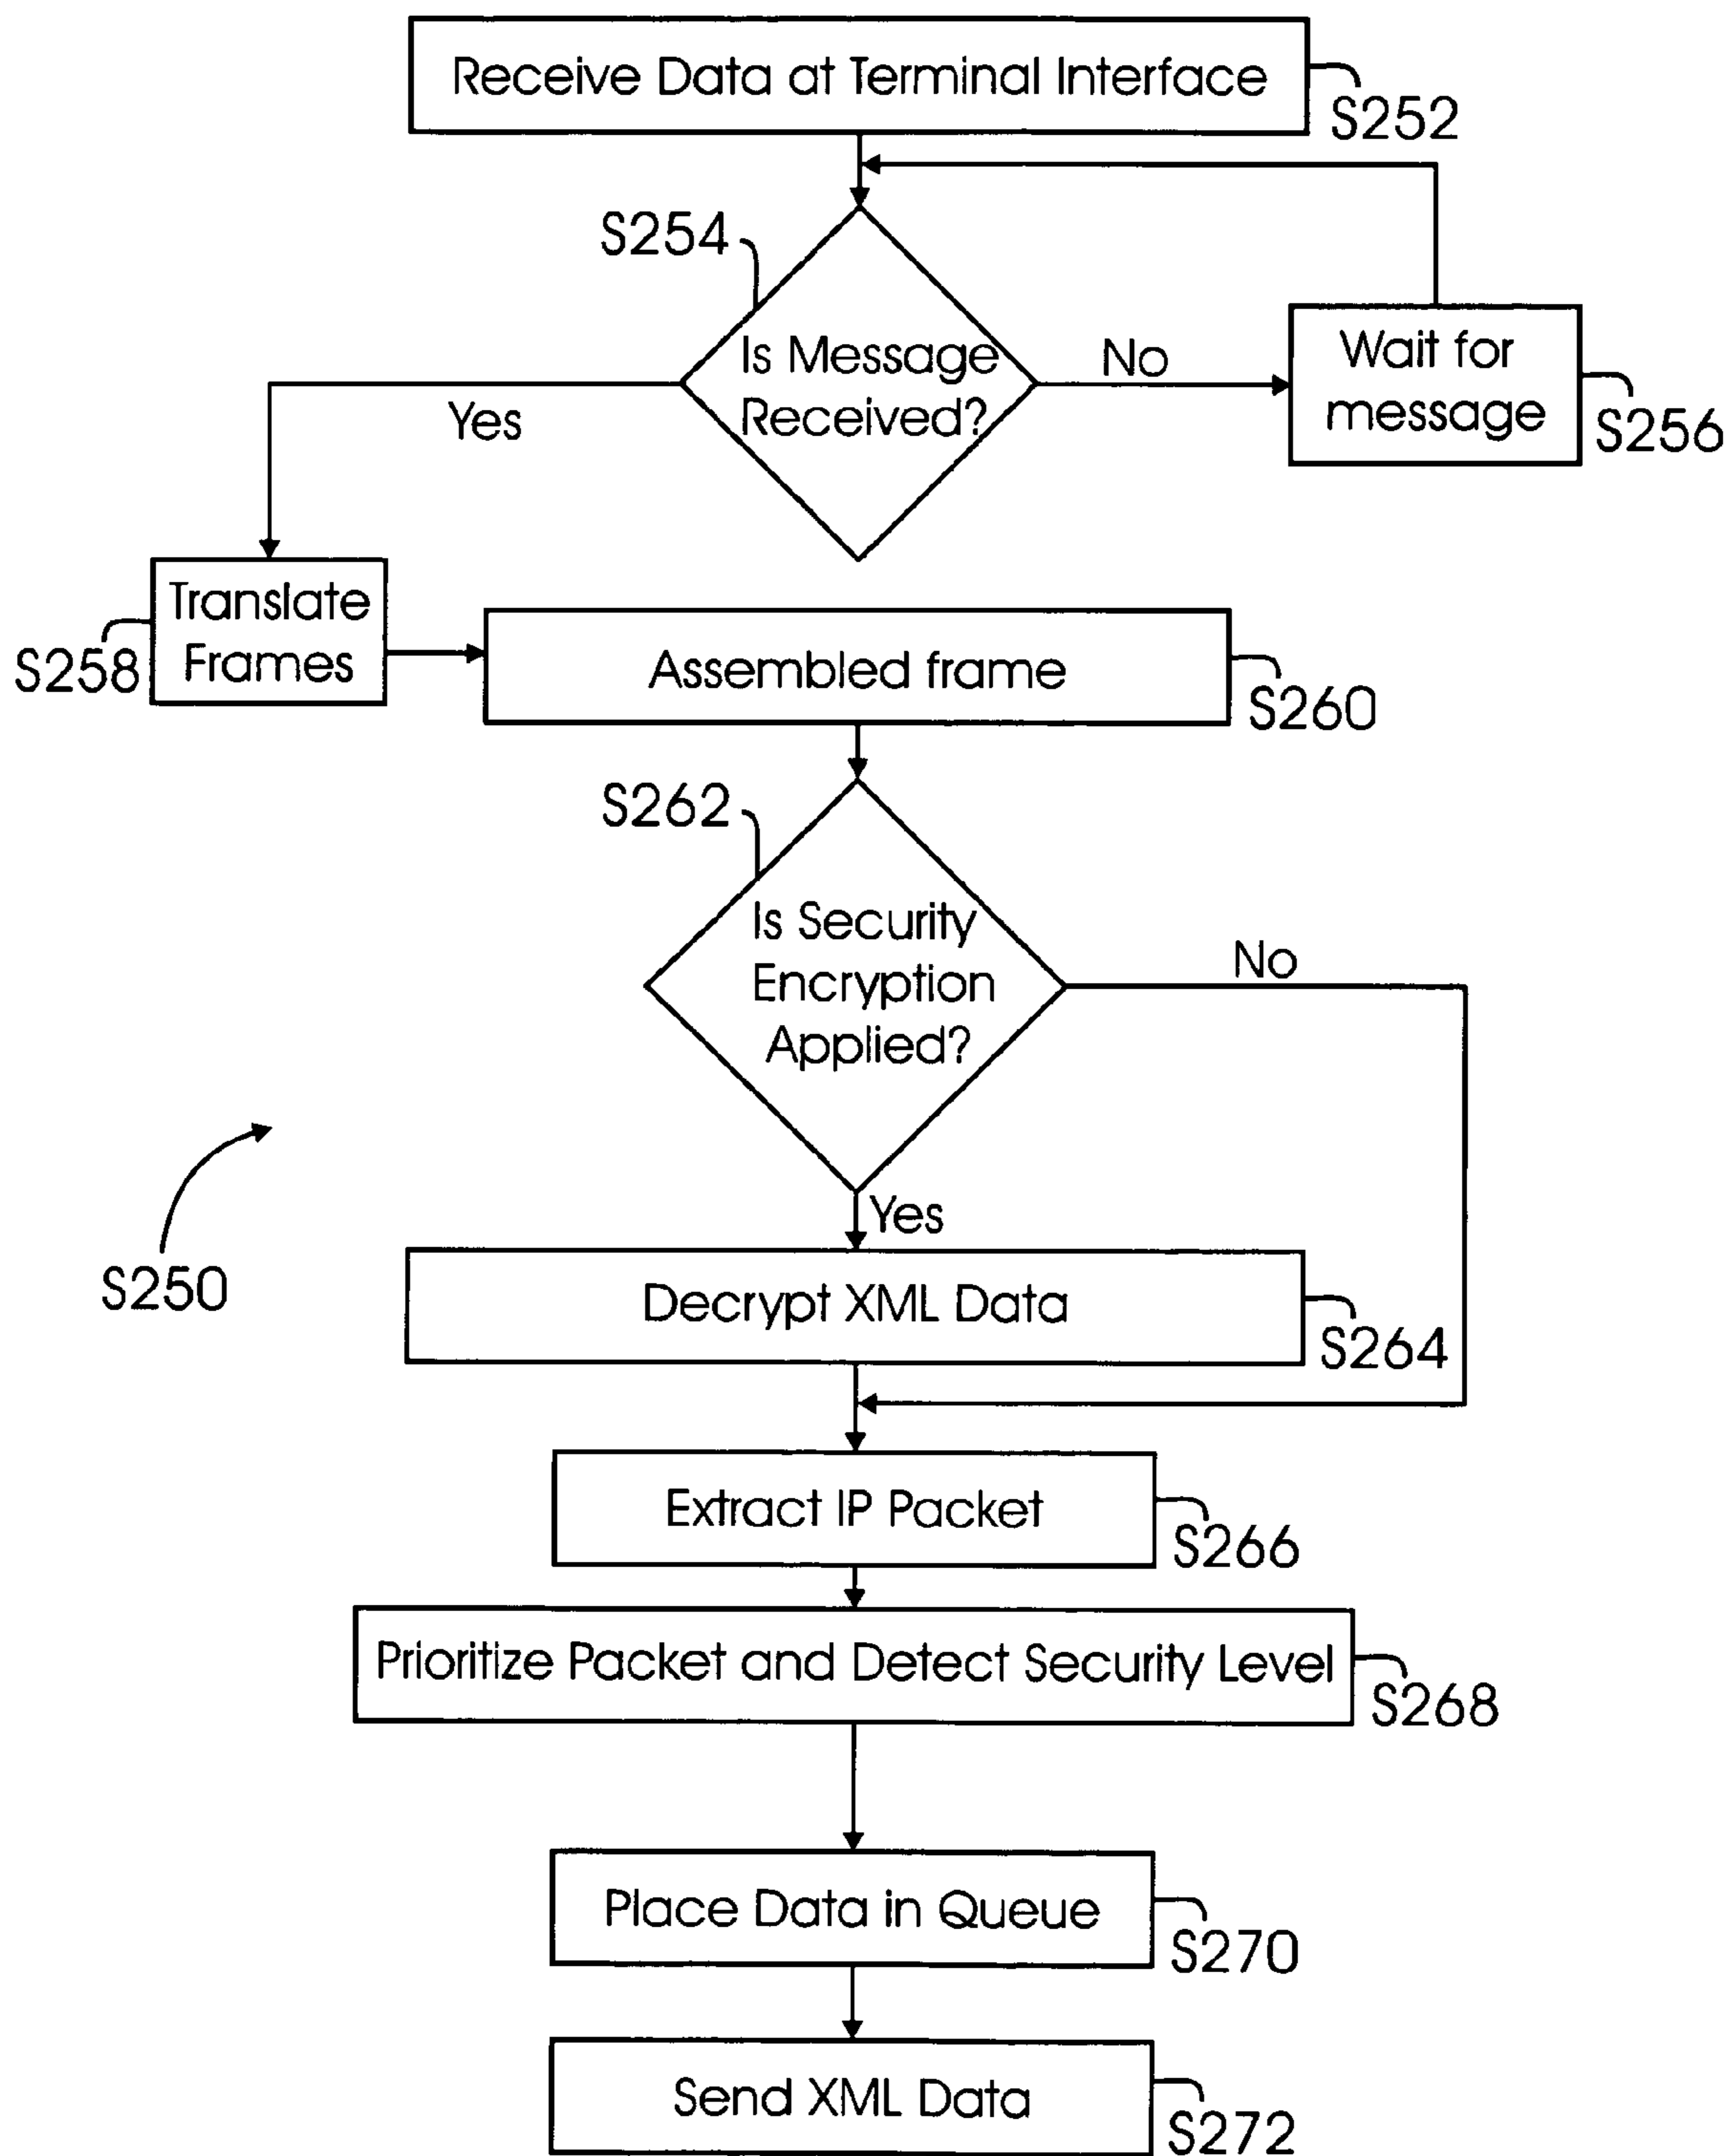 Receive Data at Terminal Interface
S252
S254
Is Message
Received?
No
Wait for
message
S256
Yes
Translate
Frames
S258
Assembled frame
S260
S262
Is Security
Encryption
Applied?
No
Yes
S250
Decrypt XML Data
S264
Extract IP Packet
S266
Prioritize Packet and Detect Security Level
S268
Place Data in Queue
S270
Send XML Data
S272